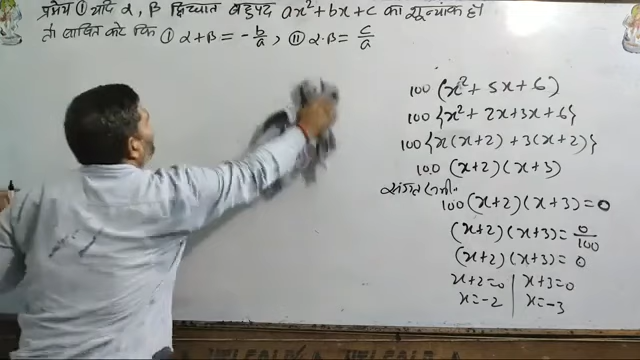 प्रमेय ① यदि α, β द्विघात बहुपद ax²+bx+c का शून्यांक हो
तो साबित करें कि ① α+β = -b/a, ⑪ α·β = c/a
100 (x²+5x+6)
100 {x²+2x+3x+6}
100 {x(x+2)+3(x+2)}
100 (x+2)(x+3)
100 (x+2)(x+3)=0
(x+2)(x+3)=0/100
(x+2)(x+3)=0
x+2=0 | x+3=0
x=-2 | x=-3